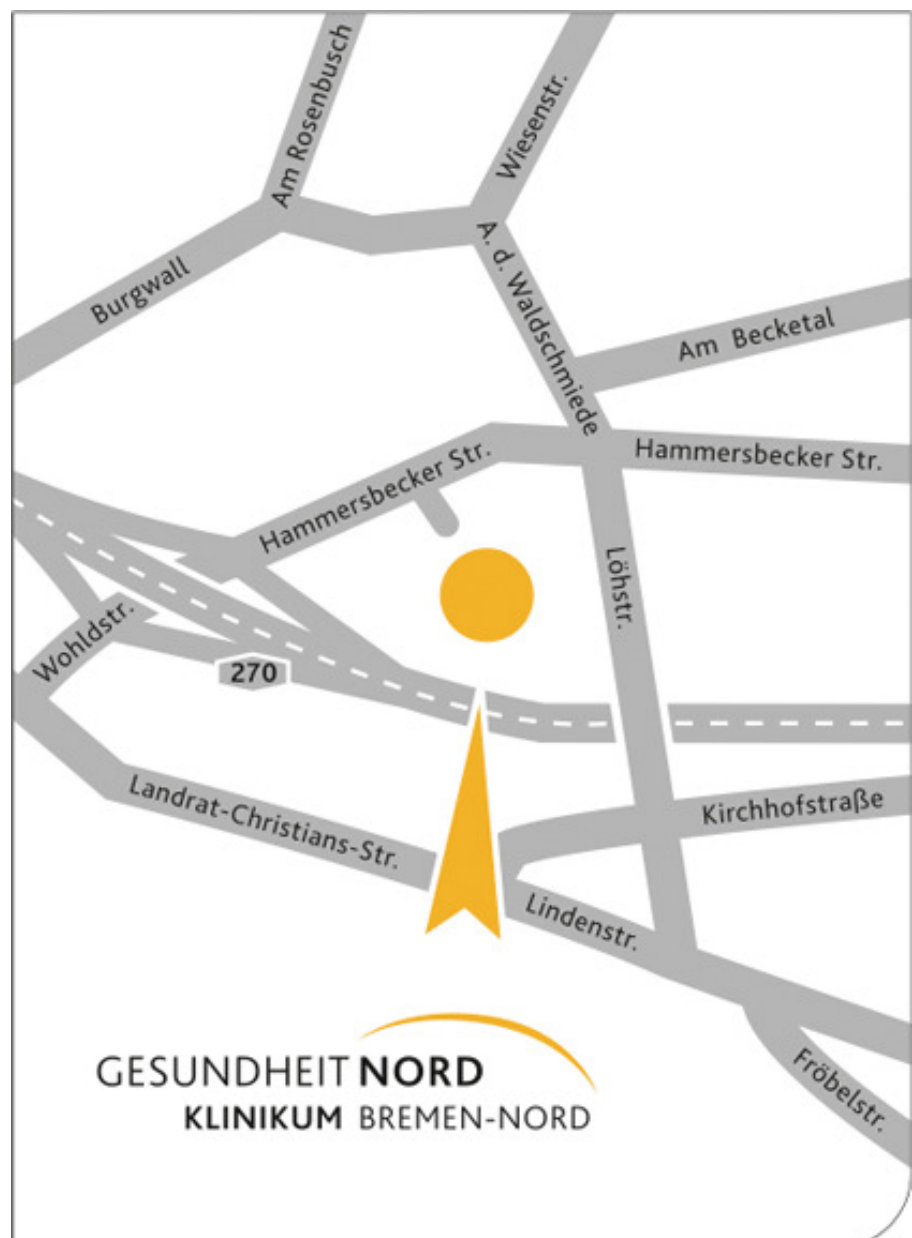 Am Rosenbusch
Wiesenstr.
Burgwall
A. d. Waldschmiede
Am Becketal
Hammersbecker Str.
Hammersbecker Str.
Löhstr.
Wohldstr.
270
Landrat-Christians-Str.
Kirchhofstraße
Lindenstr.
Fröbelstr.
GESUNDHEIT NORD
KLINIKUM BREMEN-NORD